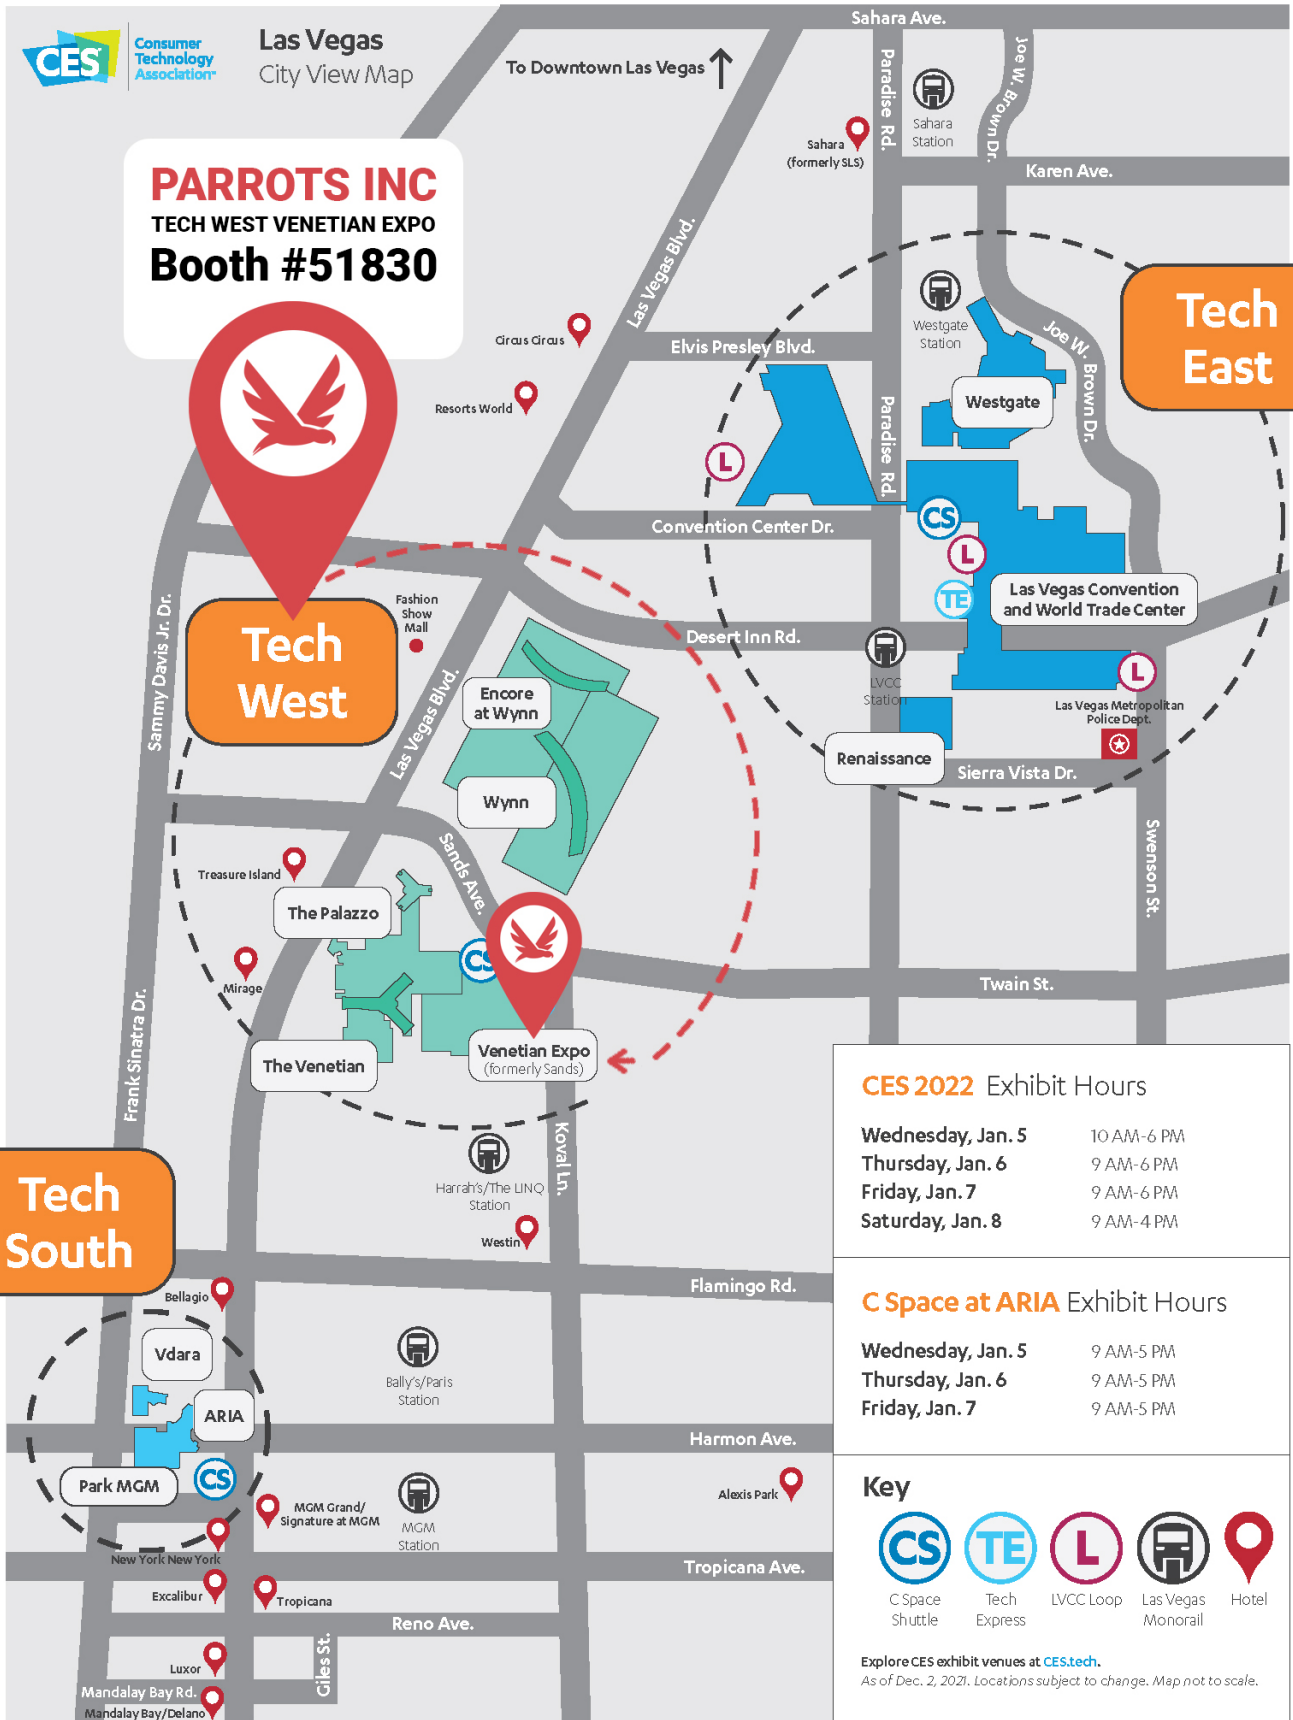 CES
Consumer
Technology
Association
Las Vegas
City View Map
To Downtown Las Vegas
Sahara Ave.
Paradise Rd.
Joe W. Brown Dr.
Sahara
Station
Sahara
(formerly SLS)
Karen Ave.
PARROTS INC
TECH WEST VENETIAN EXPO
Booth #51830
Las Vegas Blvd.
Westgate
Station
Tech
East
Circus Circus
Elvis Presley Blvd.
Joe W. Brown Dr.
Resorts World
Westgate
Paradise Rd.
L
CS
Convention Center Dr.
L
TE
Las Vegas Convention
and World Trade Center
Fashion
Show
Mall
Sammy Davis Jr. Dr.
Tech
West
Desert Inn Rd.
LVCC
Station
L
Las Vegas Metropolitan
Police Dept.
Encore
at Wynn
Las Vegas Blvd.
Renaissance
Sierra Vista Dr.
Wynn
Sands Ave.
Swenson St.
Treasure Island
The Palazzo
CS
Mirage
Twain St.
Frank Sinatra Dr.
The Venetian
Venetian Expo
(formerly Sands)
Koval Ln.
Harrah's/The LINQ
Station
Westin
Tech
South
Flamingo Rd.
Bellagio
Vdara
ARIA
Bally's/Paris
Station
Harmon Ave.
Park MGM
CS
MGM Grand/
Signature at MGM
MGM
Station
Alexis Park
New York New York
Tropicana Ave.
Excalibur
Tropicana
Reno Ave.
Luxor
Giles St.
Mandalay Bay Rd.
Mandalay Bay/Delano
CES 2022 Exhibit Hours
Wednesday, Jan. 5 10 AM-6 PM
Thursday, Jan. 6 9 AM-6 PM
Friday, Jan. 7 9 AM-6 PM
Saturday, Jan. 8 9 AM-4 PM
C Space at ARIA Exhibit Hours
Wednesday, Jan. 5 9 AM-5 PM
Thursday, Jan. 6 9 AM-5 PM
Friday, Jan. 7 9 AM-5 PM
Key
CS TE L
C Space
Shuttle
Tech
Express
LVCC Loop
Las Vegas
Monorail
Hotel
Explore CES exhibit venues at CES.tech.
As of Dec. 2, 2021. Locations subject to change. Map not to scale.